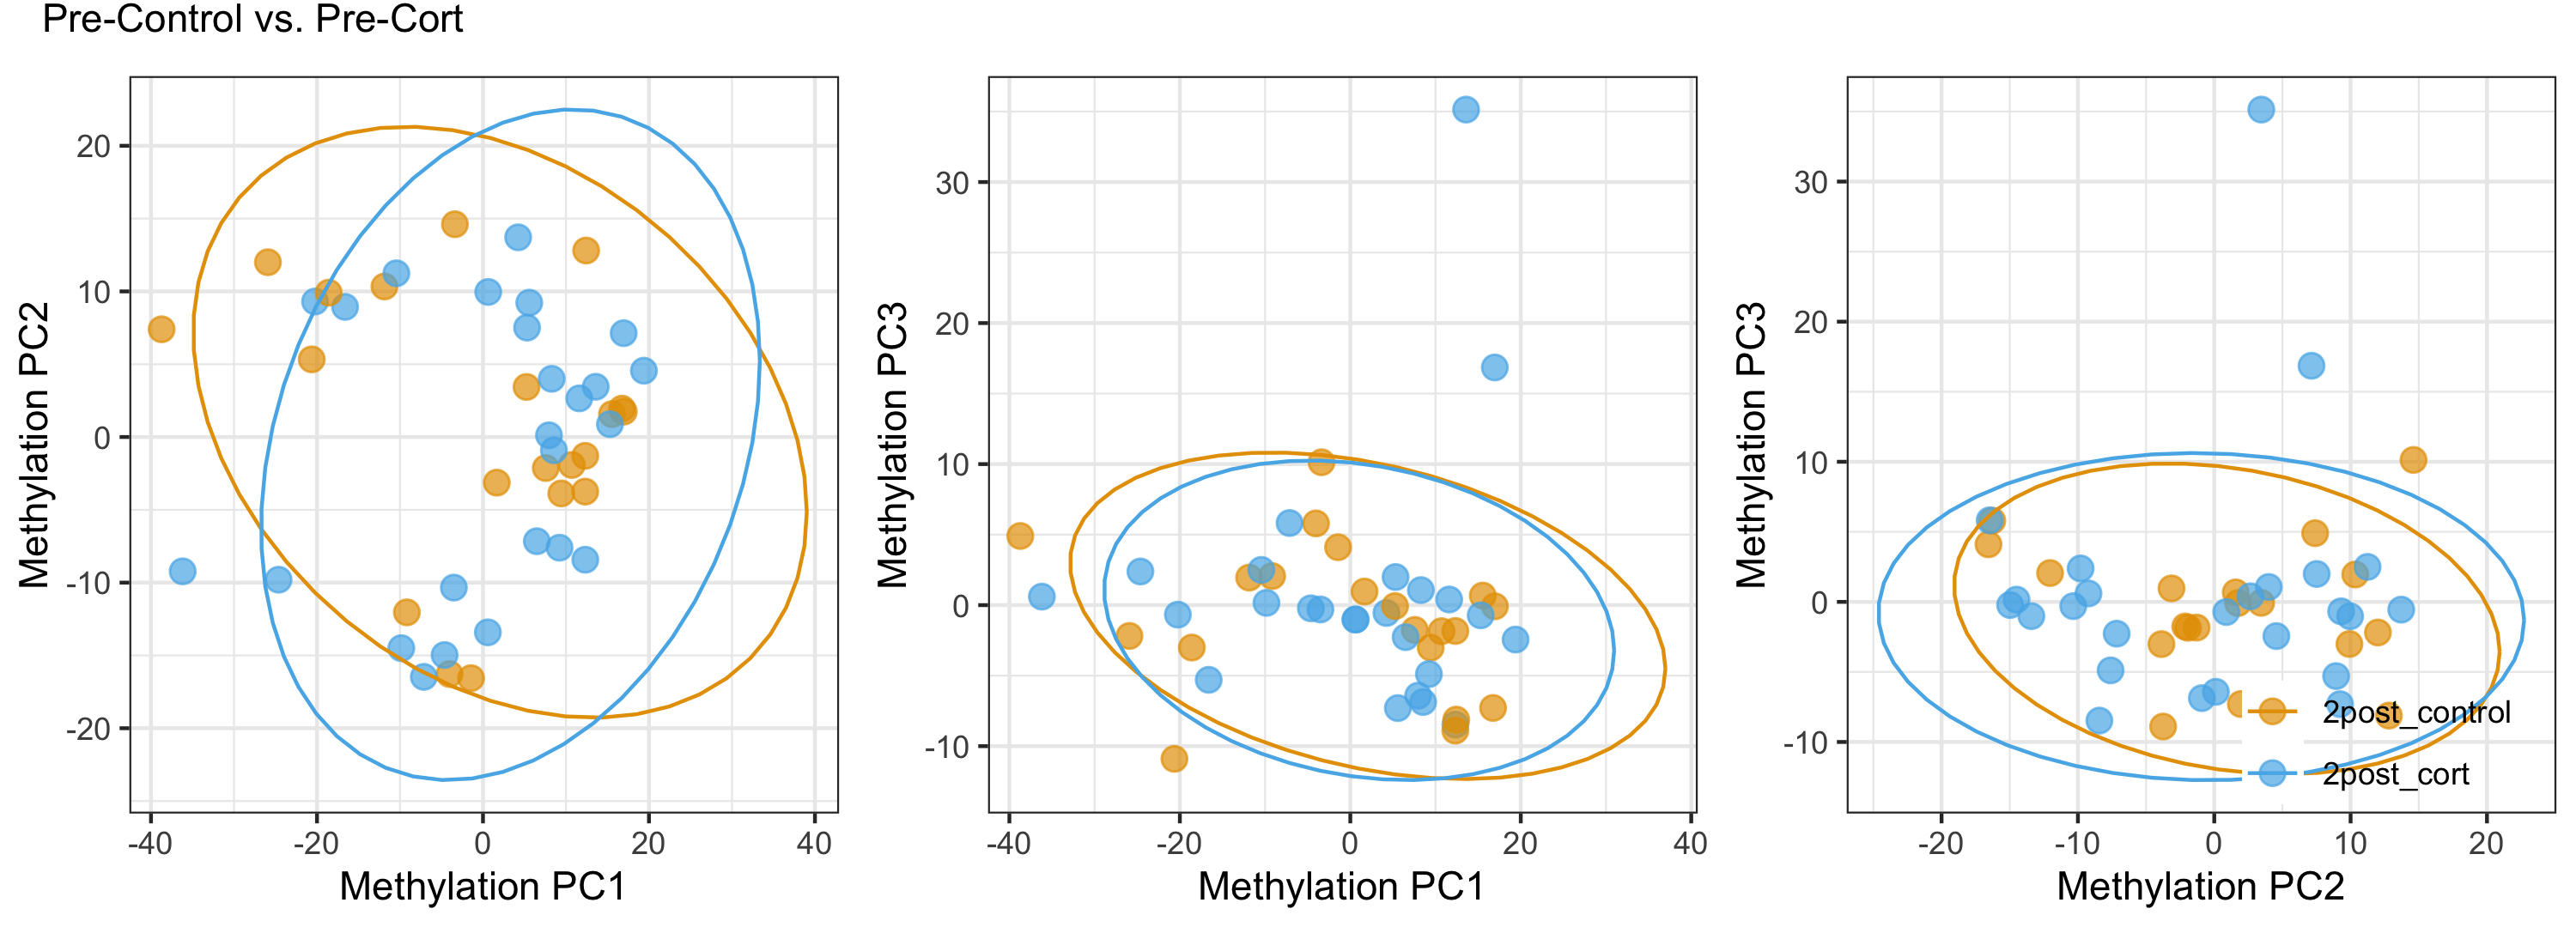 Pre-Control vs. Pre-Cort
20
10
0
-10
-20
-40 -20 0 20 40
Methylation PC2
Methylation PC1
30
20
10
0
-10
-40 -20 0 20 40
Methylation PC3
Methylation PC1
30
20
10
0
-10
-20 -10 0 10 20
Methylation PC3
Methylation PC2
2post_control
2post_cort